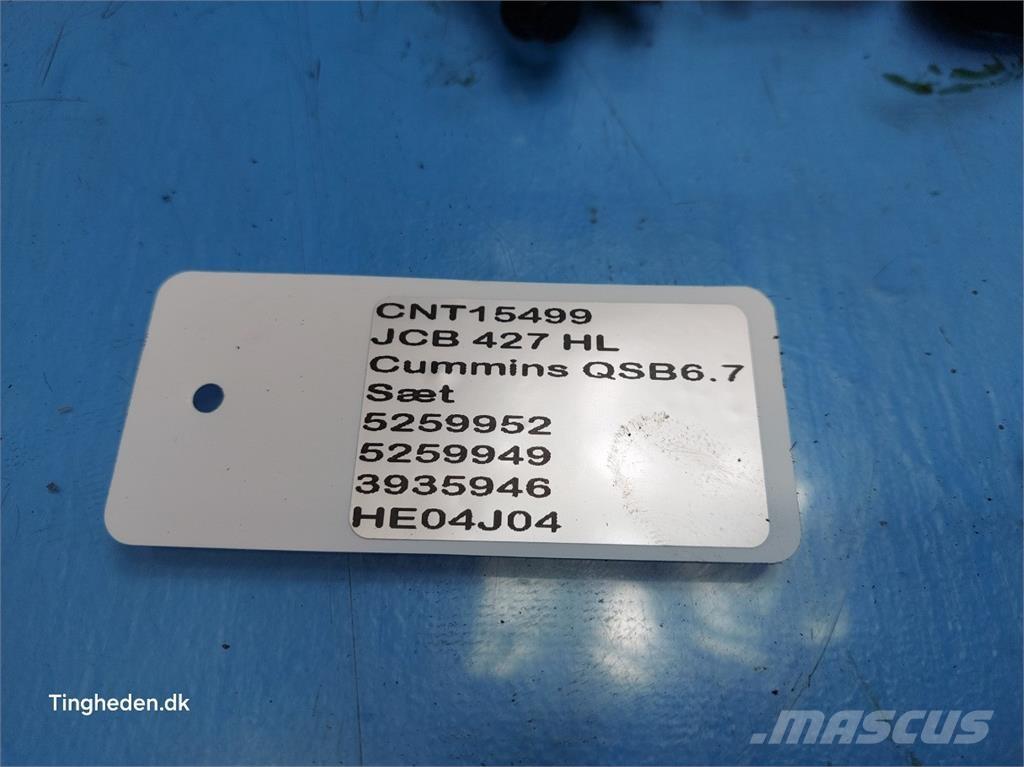 CNT15499
JCB 427 HL
Cummins QSB6.7
Sæt
5259952
5259949
3935946
HE04J04
Tingheden.dk
MASCUS